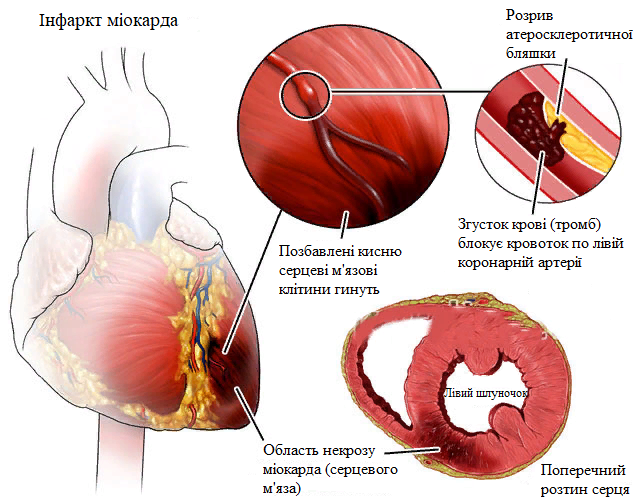 Інфаркт міокарда
Розрив
атеросклеротичної
бляшки
Згусток крові (тромб)
блокує кровоток по лівій
коронарній артерії
Позбавлені кисню
серцеві м'язові
клітини гинуть
Лівий шлуночок
Область некрозу
міокарда (серцевого
м'яза)
Поперечний
розтин серця